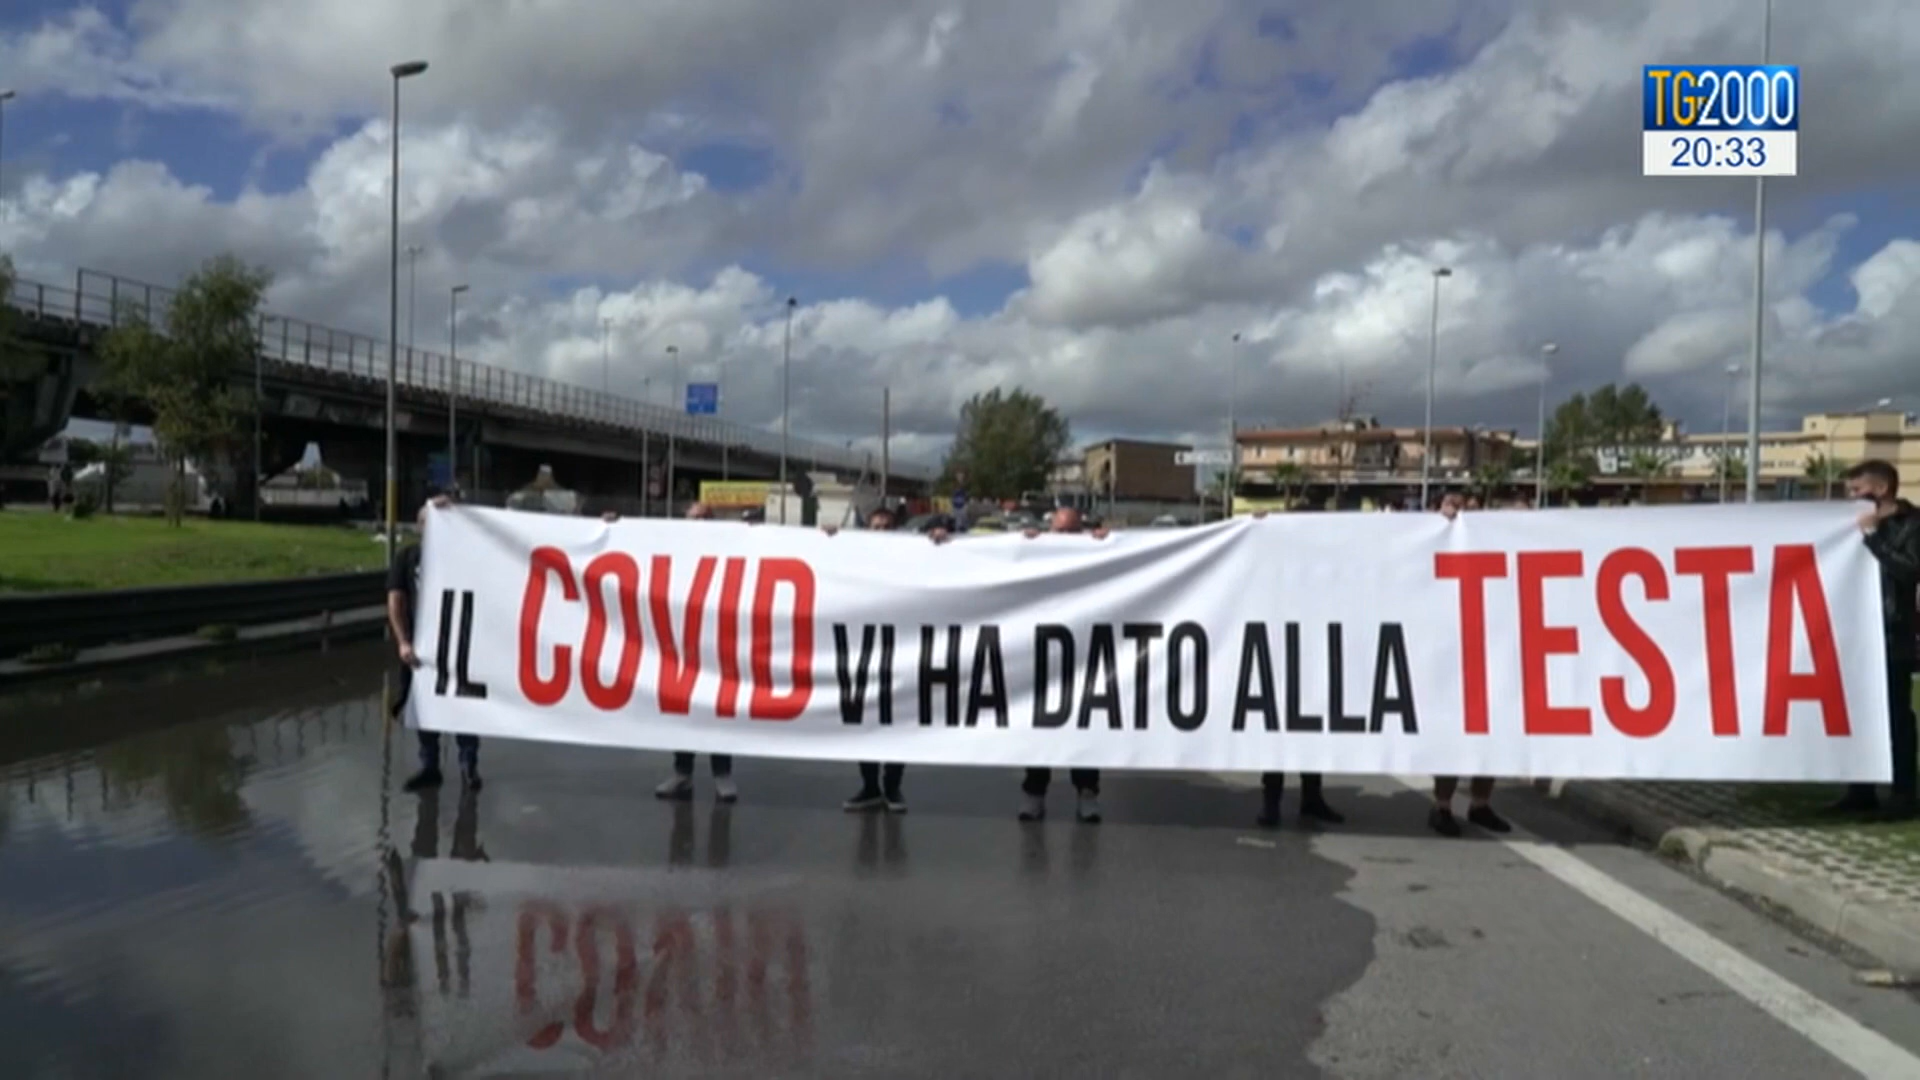 TG2000
20:33
IL COVID VI HA DATO ALLA TESTA